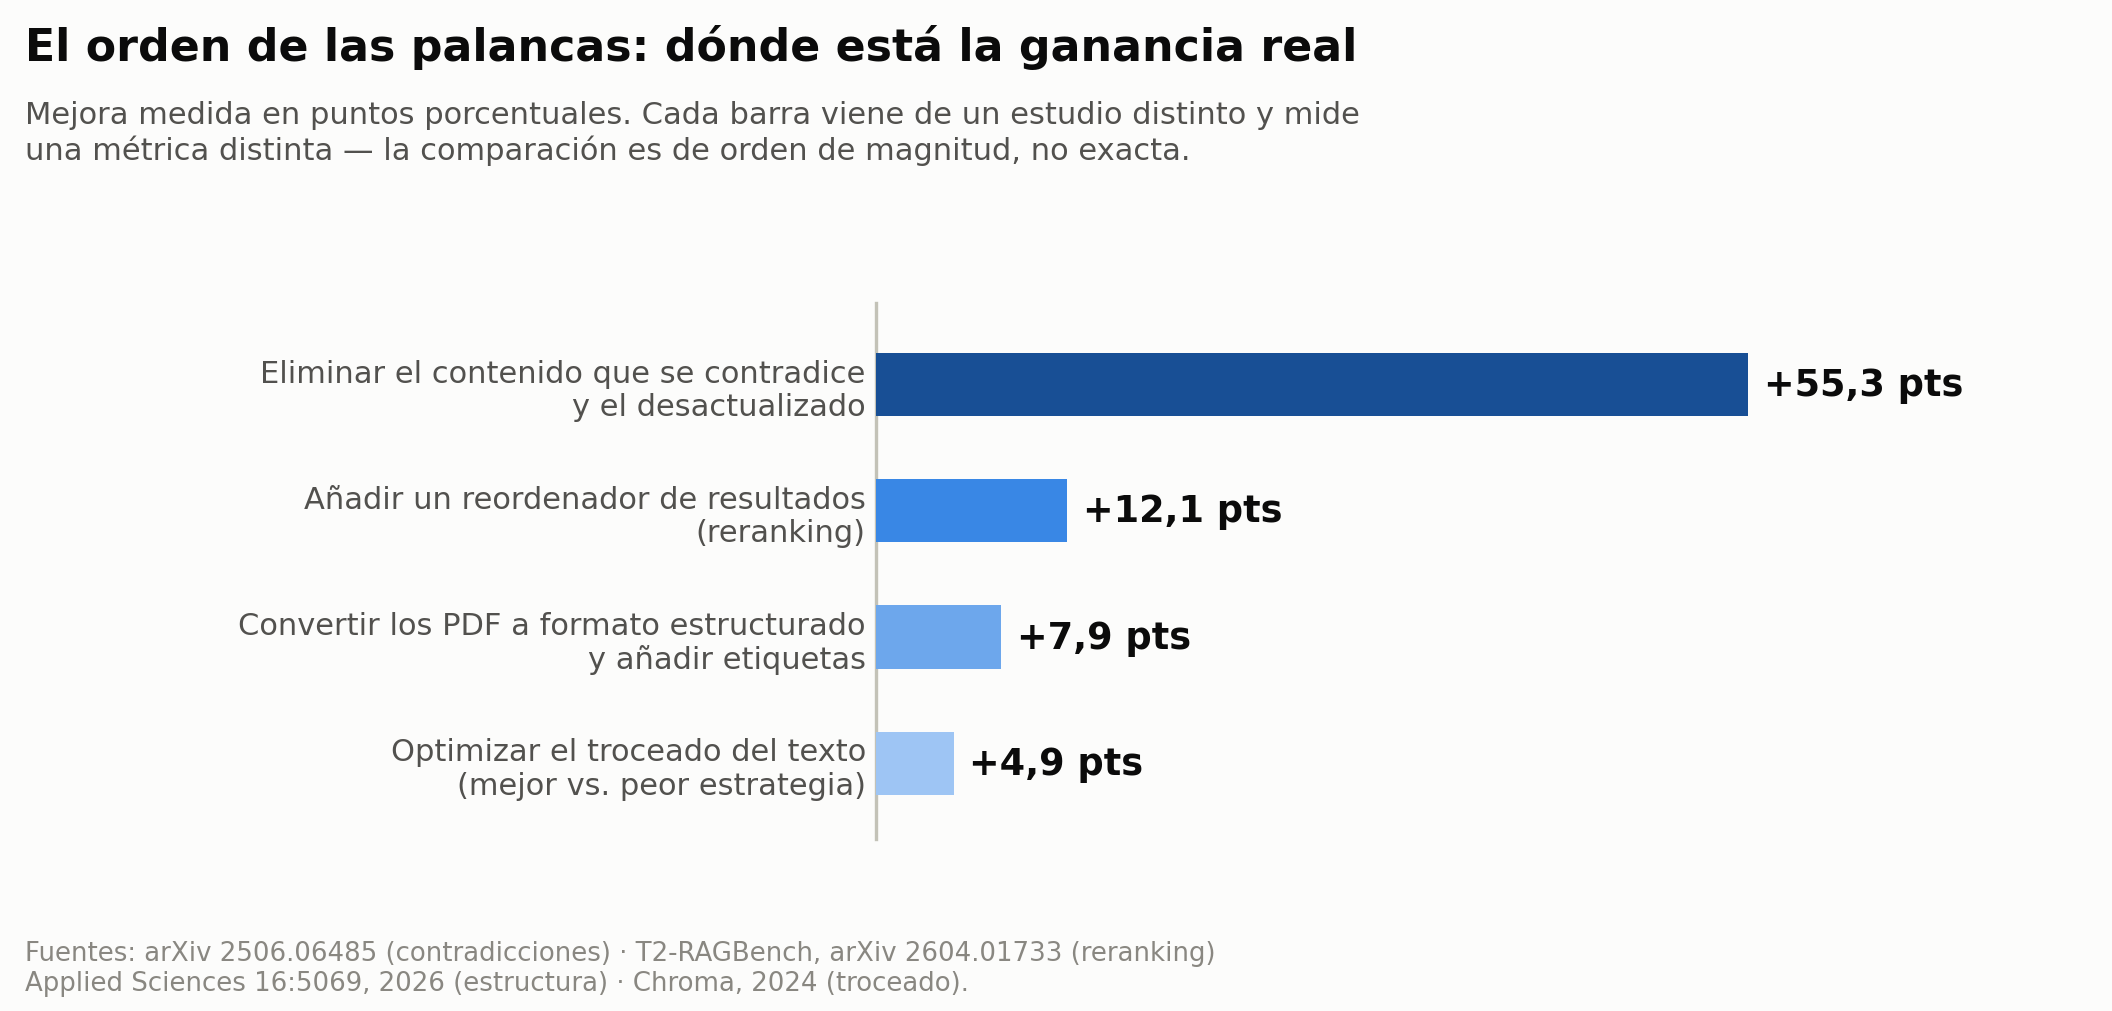 El orden de las palancas: dónde está la ganancia real
Mejora medida en puntos porcentuales. Cada barra viene de un estudio distinto y mide
una métrica distinta — la comparación es de orden de magnitud, no exacta.
Eliminar el contenido que se contradice
y el desactualizado
+55,3 pts
Añadir un reordenador de resultados
(reranking)
+12,1 pts
Convertir los PDF a formato estructurado
y añadir etiquetas
+7,9 pts
Optimizar el troceado del texto
(mejor vs. peor estrategia)
+4,9 pts
Fuentes: arXiv 2506.06485 (contradicciones) · T2-RAGBench, arXiv 2604.01733 (reranking)
Applied Sciences 16:5069, 2026 (estructura) · Chroma, 2024 (troceado).